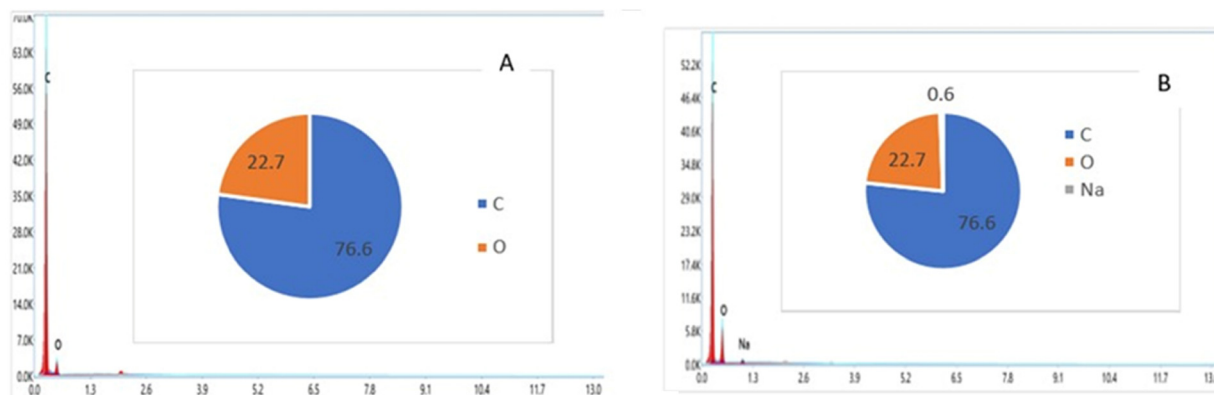 A
70.0K
63.0K
56.0K
49.0K
42.0K
35.0K
28.0K
21.0K
14.0K
7.0K
0.0K
C
O
22.7
76.6
C
O
0.0 1.3 2.6 3.9 5.2 6.5 7.8 9.1 10.4 11.7 13.0
B
52.2K
46.4K
40.6K
34.8K
29.0K
23.2K
17.4K
11.6K
5.8K
0.0K
C
O
Na
0.6
22.7
76.6
C
O
Na
0.0 1.3 2.6 3.9 5.2 6.5 7.8 9.1 10.4 11.7